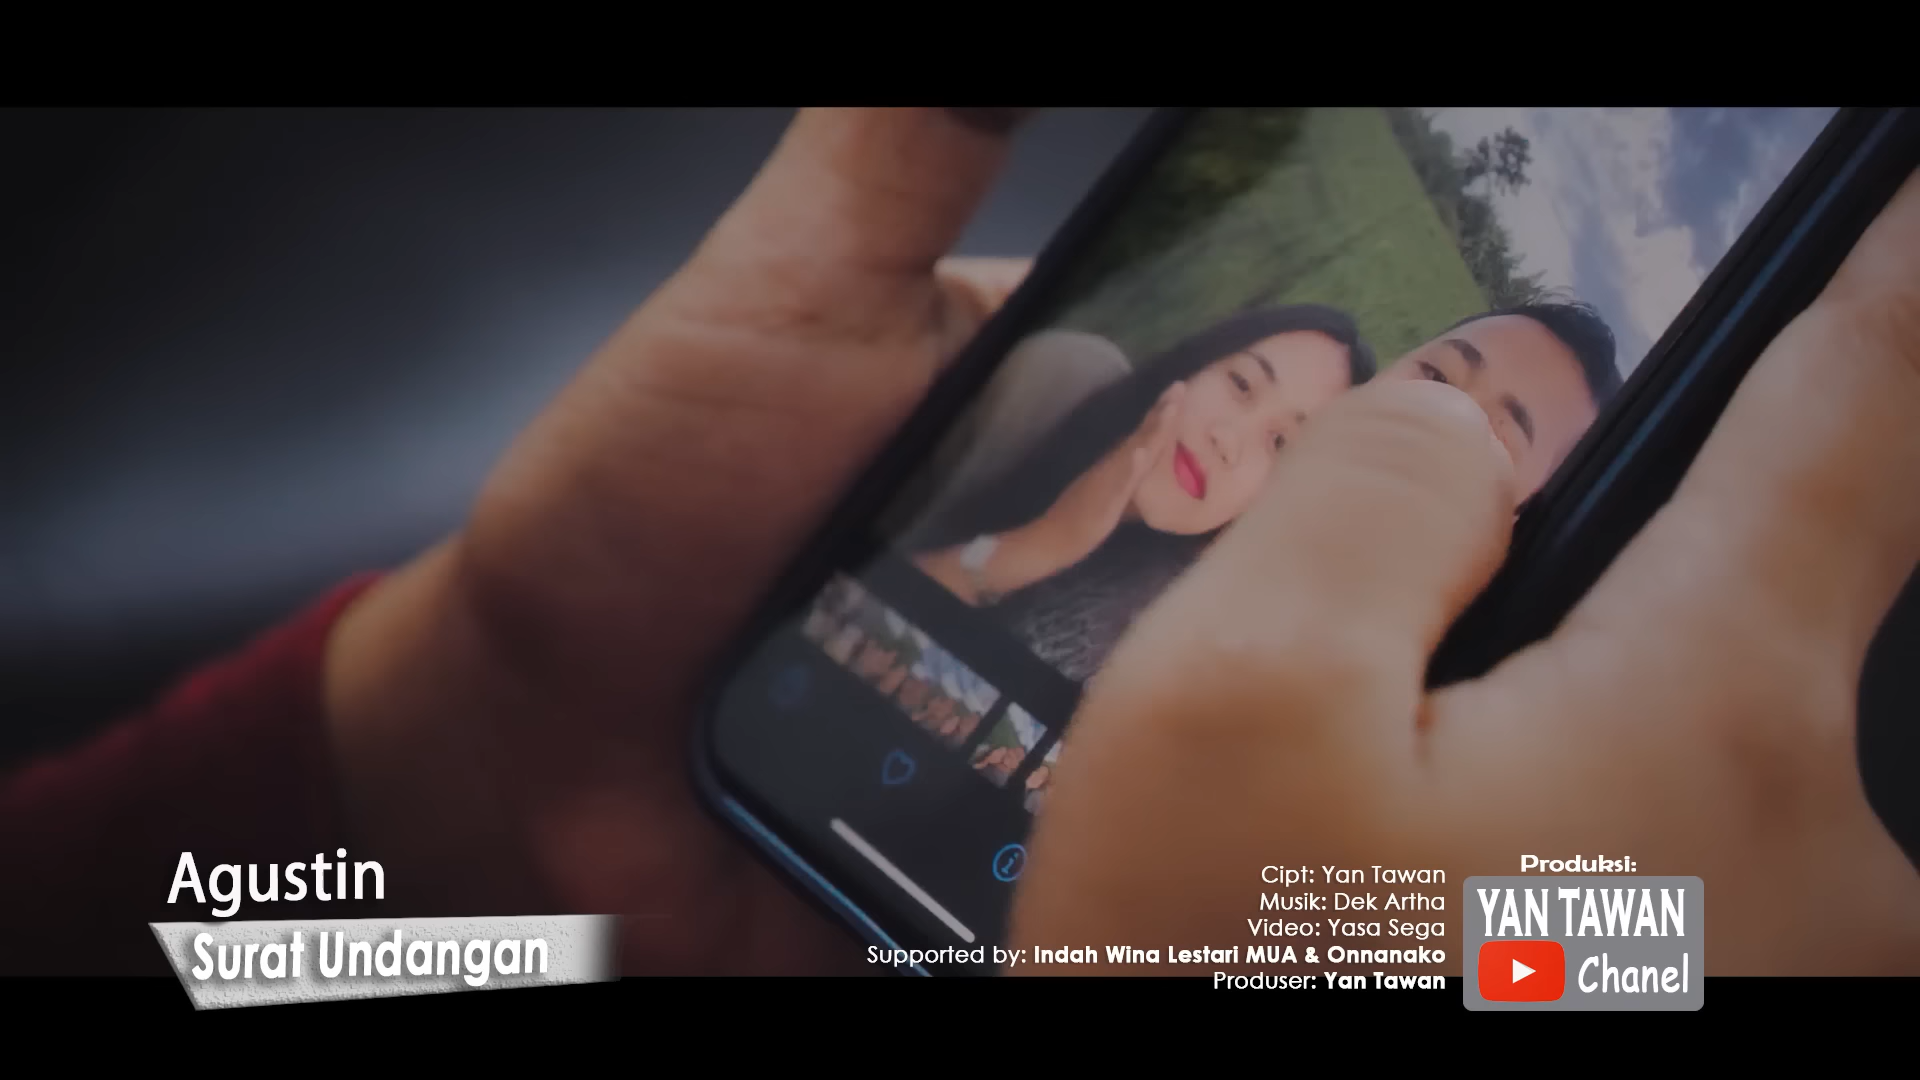 Agustin
Surat Undangan
Cipt: Yan Tawan
Musik: Dek Artha
Video: Yasa Sega
Supported by: Indah Wina Lestari MUA & Onnanako
Produser: Yan Tawan
Produksi:
YAN TAWAN
Chanel